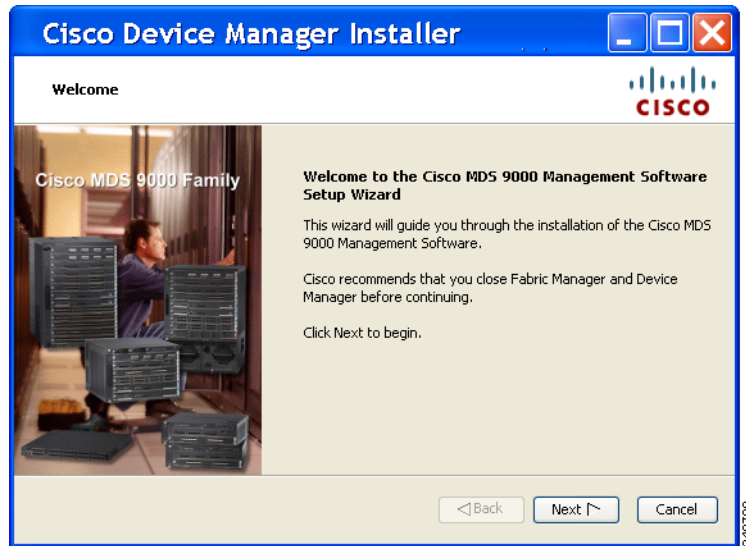 Cisco Device Manager Installer
Welcome
CISCO
Cisco MDS 9000 Family
Welcome to the Cisco MDS 9000 Management Software
Setup Wizard
This wizard will guide you through the installation of the Cisco MDS
9000 Management Software.
Cisco recommends that you close Fabric Manager and Device
Manager before continuing.
Click Next to begin.
Back
Next
Cancel